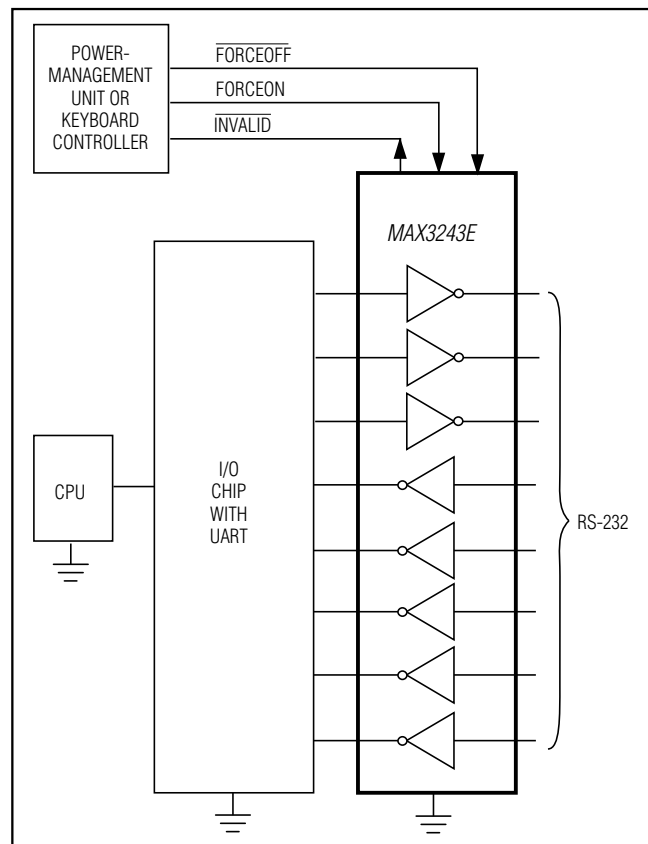 POWER-
MANAGEMENT
UNIT OR
KEYBOARD
CONTROLLER
FORCEOFF
FORCEON
INVALID
MAX3243E
CPU
I/O
CHIP
WITH
UART
RS-232